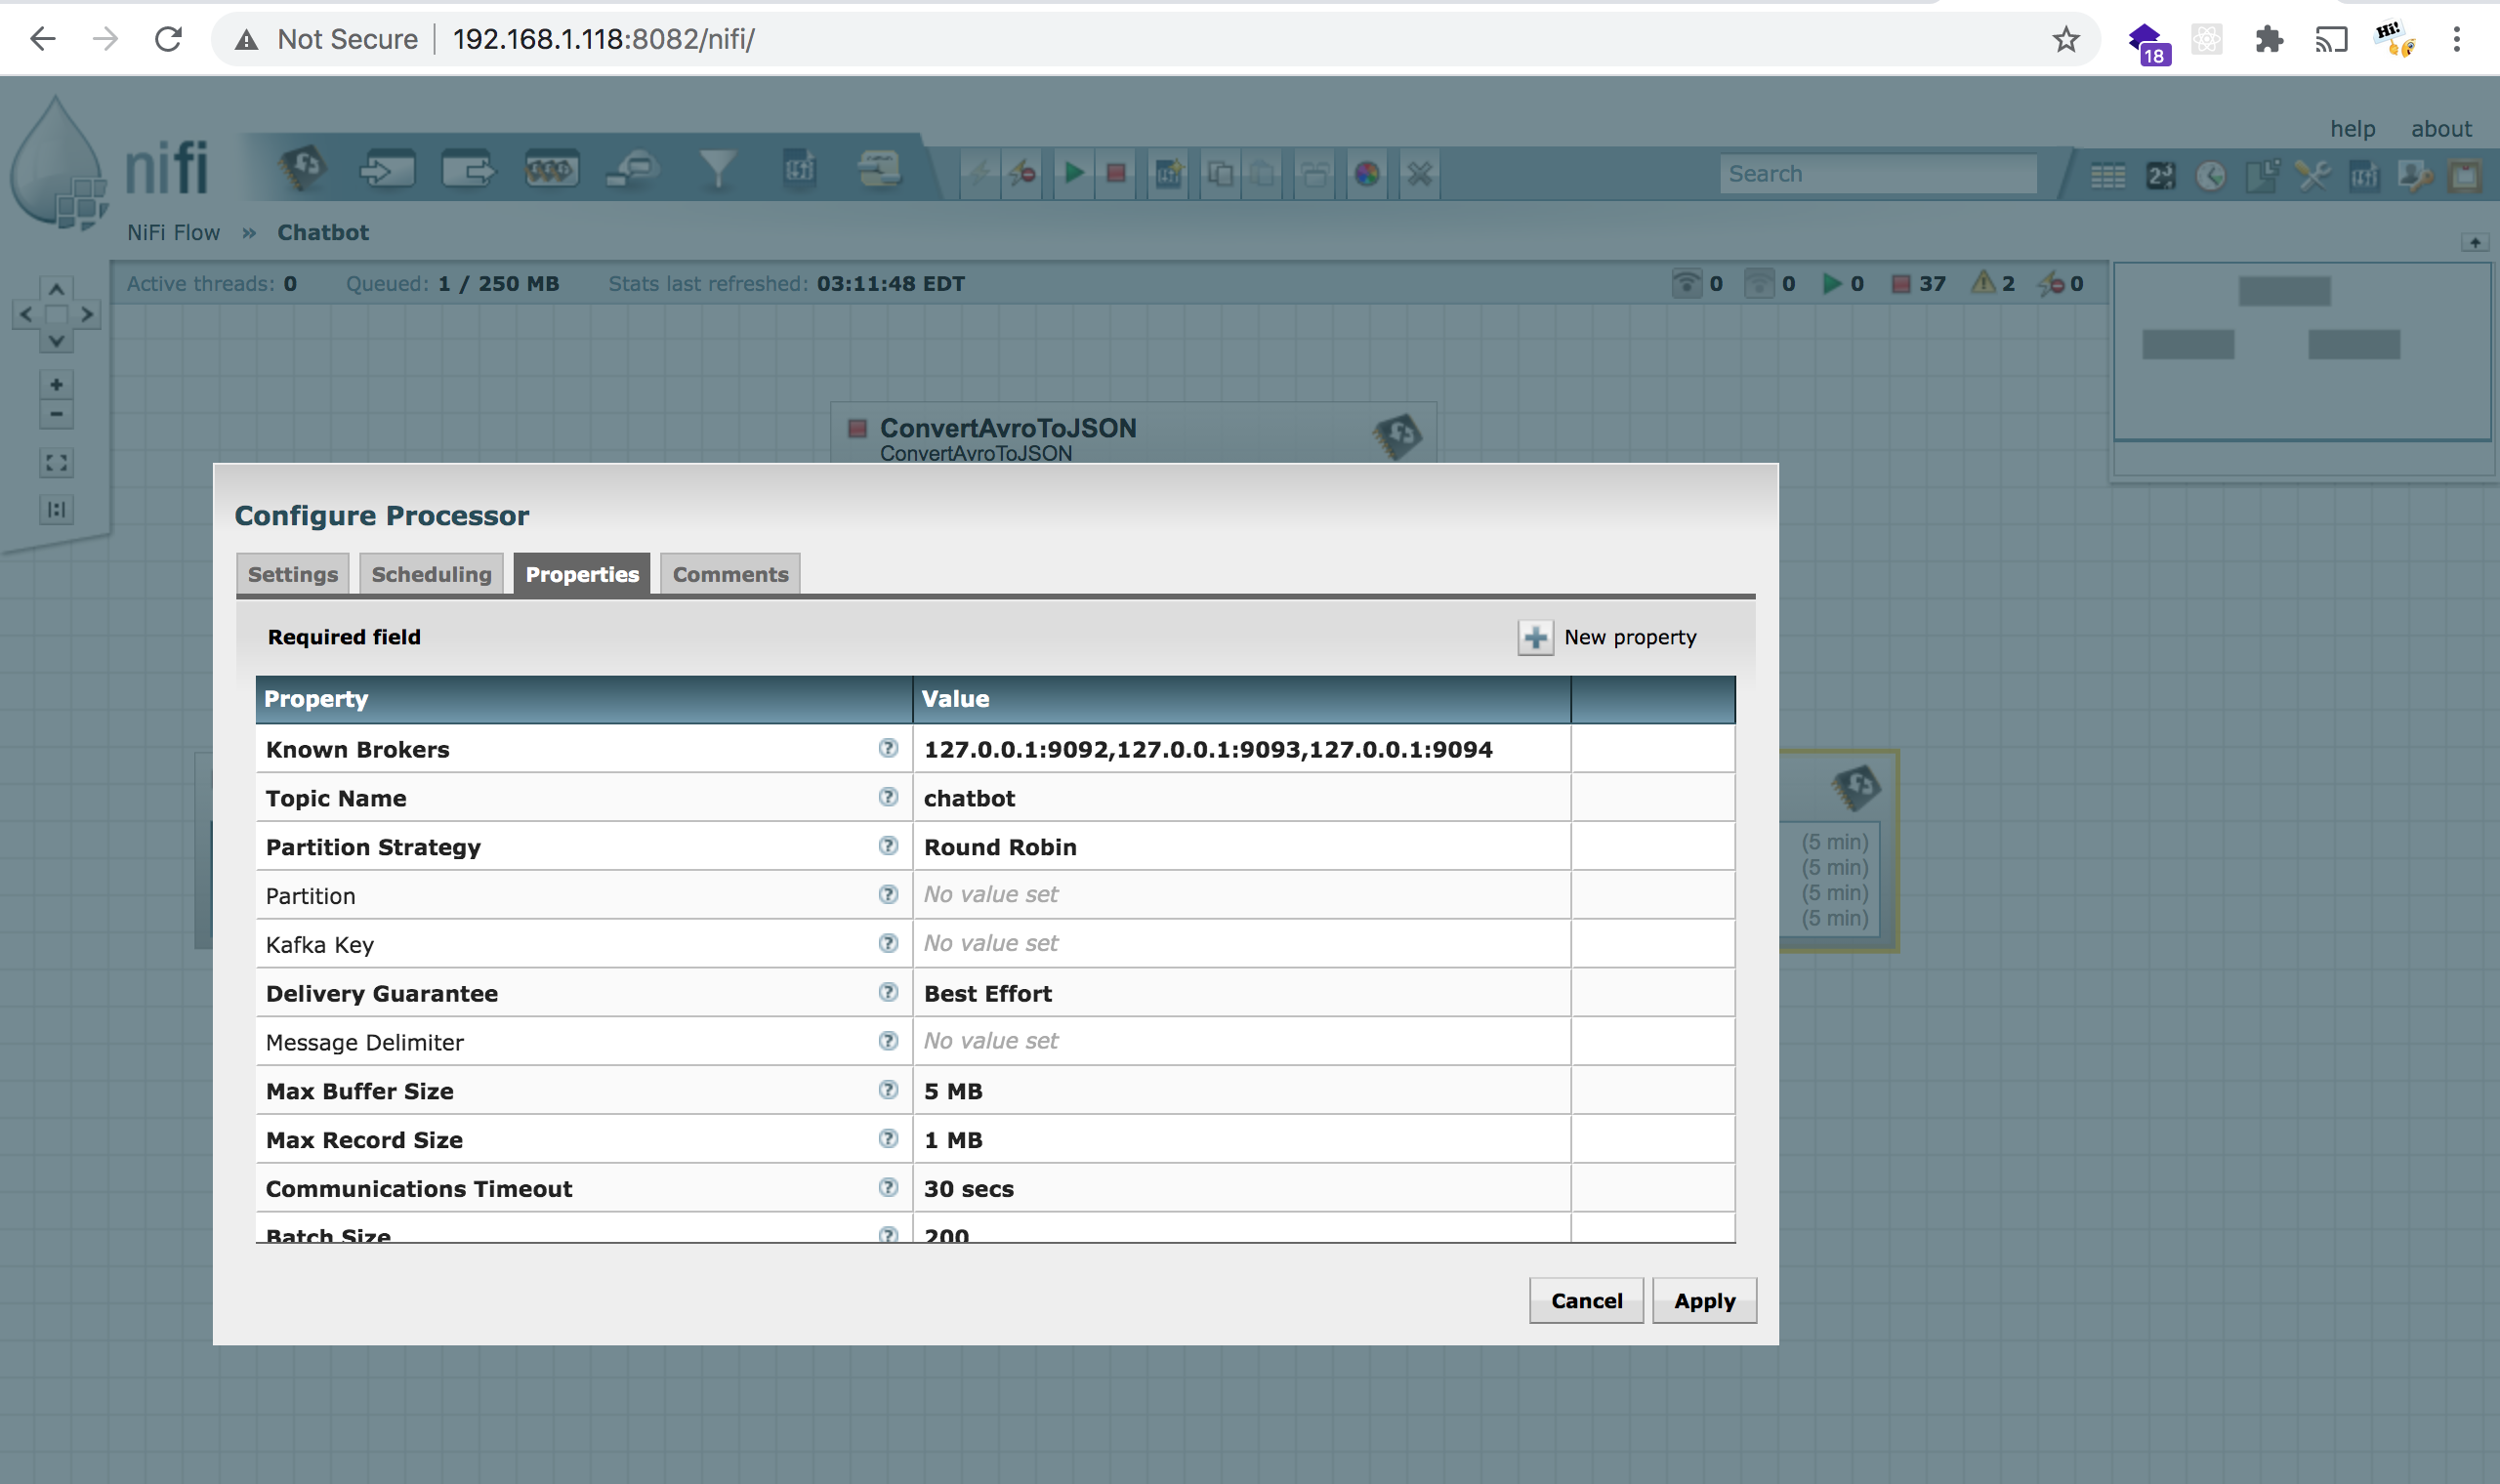 Not Secure 192.168.1.118:8082/nifi/
18
Hi!
help about
nifi
Search
NiFi Flow » Chatbot
Active threads: 0 Queued: 1 / 250 MB Stats last refreshed: 03:11:48 EDT 0 0 0 37 2 0
ConvertAvroToJSON
ConvertAvroToJSON
Configure Processor
Settings Scheduling Properties Comments
Required field New property
Property Value
Known Brokers ? 127.0.0.1:9092,127.0.0.1:9093,127.0.0.1:9094
Topic Name ? chatbot
Partition Strategy ? Round Robin
Partition ? No value set
Kafka Key ? No value set
Delivery Guarantee ? Best Effort
Message Delimiter ? No value set
Max Buffer Size ? 5 MB
Max Record Size ? 1 MB
Communications Timeout ? 30 secs
Batch Size ? 200
(5 min)
(5 min)
(5 min)
(5 min)
Cancel Apply